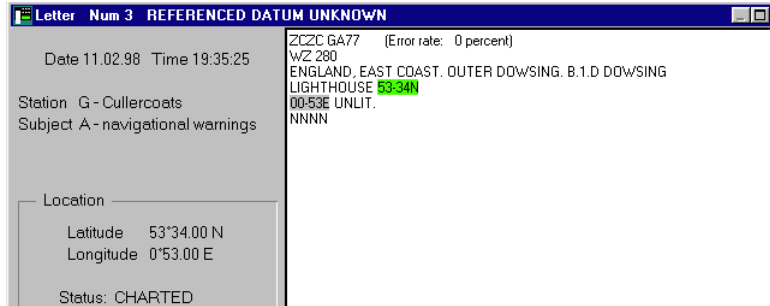 Letter Num 3 REFERENCED DATUM UNKNOWN
Date 11.02.98 Time 19:35:25
Station G - Cullercoats
Subject A - navigational warnings
Location
Latitude 53°34.00 N
Longitude 0°53.00 E
Status: CHARTED
ZCZC GA77 (Error rate: 0 percent)
WZ 280
ENGLAND, EAST COAST. OUTER DOWSING. B.1.D DOWSING
LIGHTHOUSE 53-34N
00-53E UNLIT.
NNNN